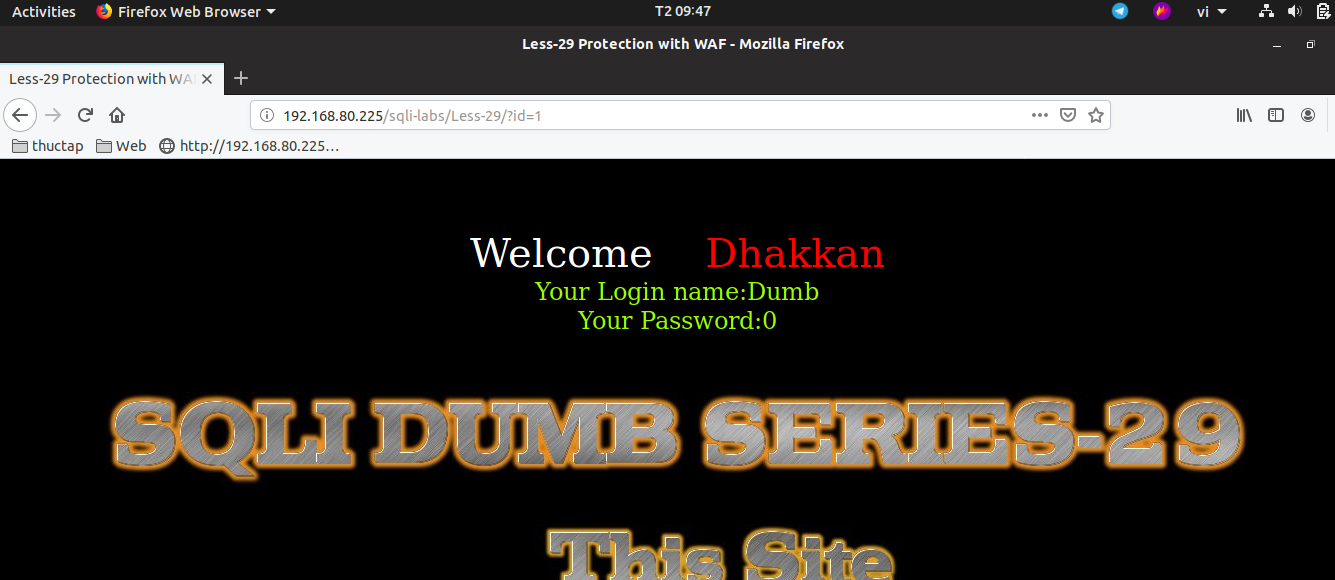 Activities Firefox Web Browser T2 09:47 vi
Less-29 Protection with WAF - Mozilla Firefox
Less-29 Protection with WA
192.168.80.225/sqli-labs/Less-29/?id=1
thuctap Web http://192.168.80.225…
Welcome Dhakkan
Your Login name:Dumb
Your Password:0
SQLI DUMB SERIES-29
This Site